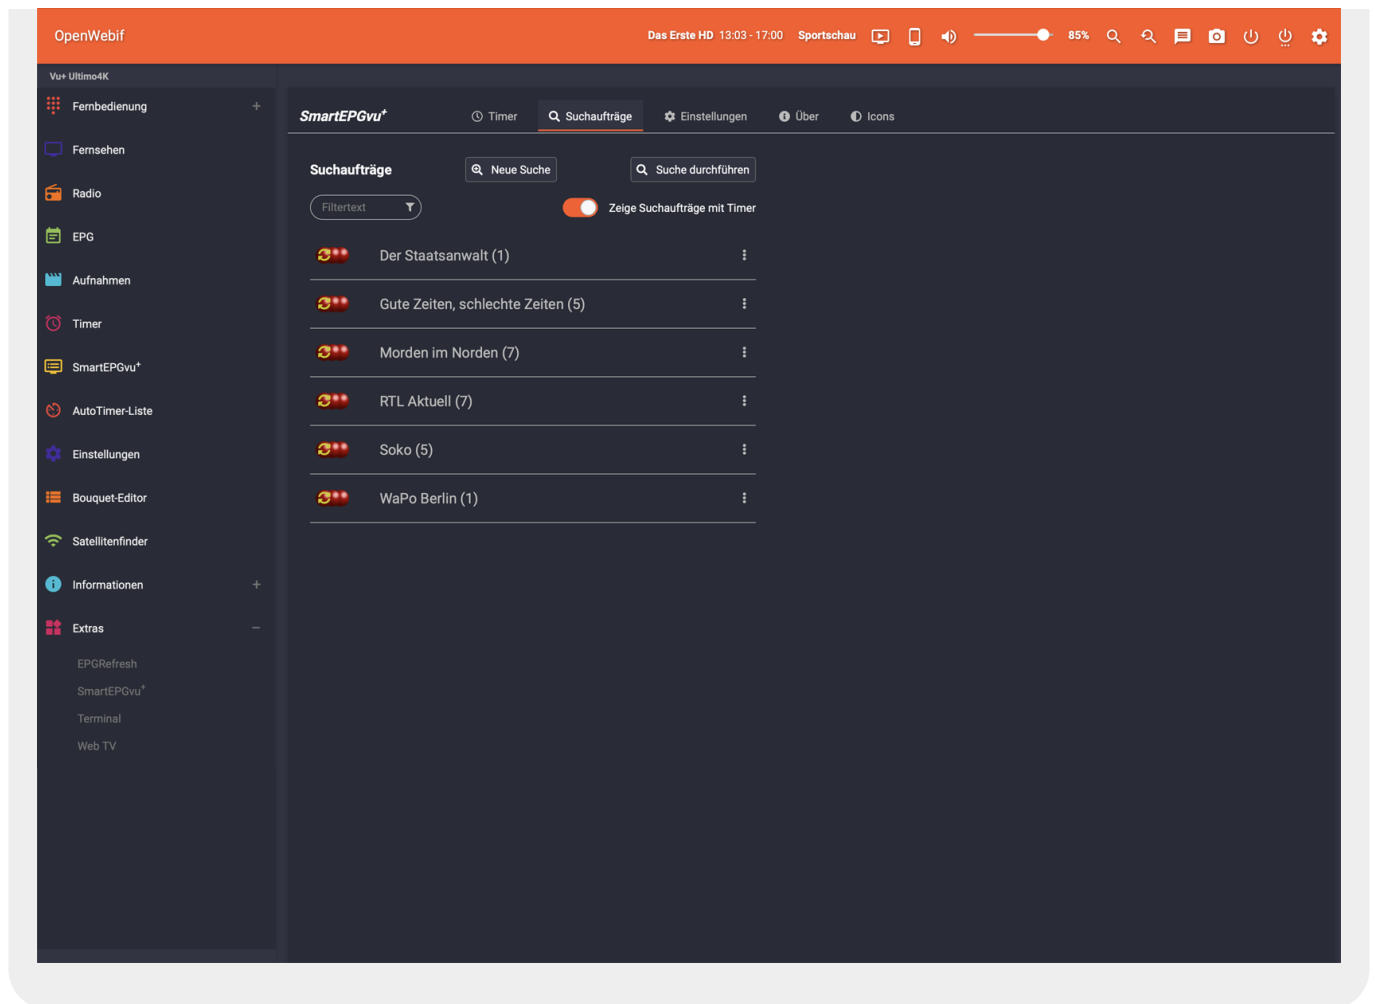 OpenWebif
Das Erste HD 13:03 - 17:00 Sportschau
85%
Vu+ Ultimo4K
Fernbedienung +
Fernsehen
Radio
EPG
Aufnahmen
Timer
SmartEPGvu+
AutoTimer-Liste
Einstellungen
Bouquet-Editor
Satellitenfinder
Informationen +
Extras −
EPGRefresh
SmartEPGvu+
Terminal
Web TV
SmartEPGvu+
Timer
Suchaufträge
Einstellungen
Über
Icons
Suchaufträge
Neue Suche
Suche durchführen
Filtertext
Zeige Suchaufträge mit Timer
Der Staatsanwalt (1)
Gute Zeiten, schlechte Zeiten (5)
Morden im Norden (7)
RTL Aktuell (7)
Soko (5)
WaPo Berlin (1)